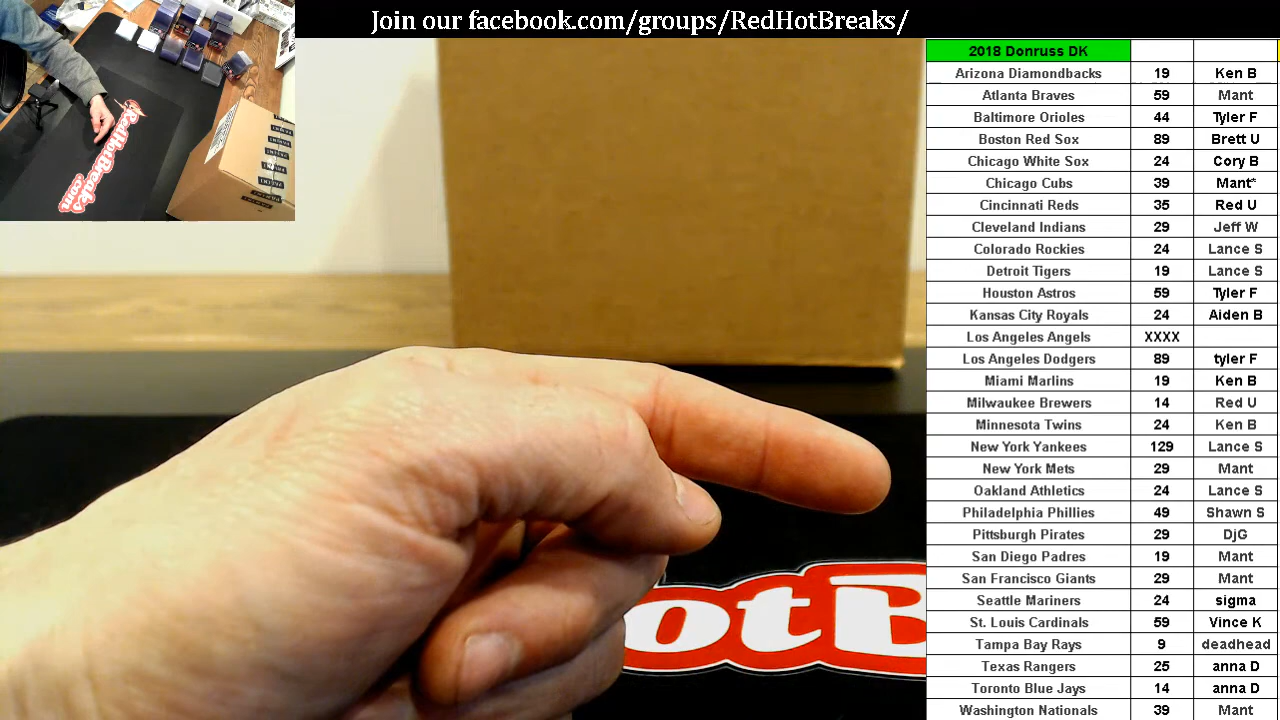 Join our facebook.com/groups/RedHotBreaks/
RedHotBreaks
.com
2018 Donruss DK
Arizona Diamondbacks 19 Ken B
Atlanta Braves 59 Mant
Baltimore Orioles 44 Tyler F
Boston Red Sox 89 Brett U
Chicago White Sox 24 Cory B
Chicago Cubs 39 Mant*
Cincinnati Reds 35 Red U
Cleveland Indians 29 Jeff W
Colorado Rockies 24 Lance S
Detroit Tigers 19 Lance S
Houston Astros 59 Tyler F
Kansas City Royals 24 Aiden B
Los Angeles Angels XXXX
Los Angeles Dodgers 89 tyler F
Miami Marlins 19 Ken B
Milwaukee Brewers 14 Red U
Minnesota Twins 24 Ken B
New York Yankees 129 Lance S
New York Mets 29 Mant
Oakland Athletics 24 Lance S
Philadelphia Phillies 49 Shawn S
Pittsburgh Pirates 29 DjG
San Diego Padres 19 Mant
San Francisco Giants 29 Mant
Seattle Mariners 24 sigma
St. Louis Cardinals 59 Vince K
Tampa Bay Rays 9 deadhead
Texas Rangers 25 anna D
Toronto Blue Jays 14 anna D
Washington Nationals 39 Mant
otB